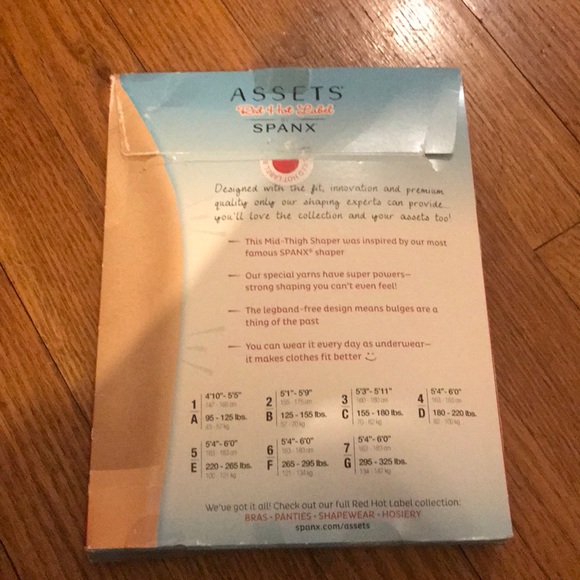 ASSETS
Red Hot Label
SPANX
Designed with the fit, innovation and premium
quality only our shaping experts can provide...
you'll love the collection and your assets too!
— This Mid-Thigh Shaper was inspired by our most
famous SPANX® shaper
— Our special yarns have super powers—
strong shaping you can't even feel!
— The legband-free design means bulges are a
thing of the past
— You can wear it every day as underwear—
it makes clothes fit better
1 4'10"- 5'5"
A 95 - 125 lbs.
2 5'1"- 5'9"
B 125 - 155 lbs.
3 5'3"- 5'11"
C 155 - 180 lbs.
4 5'4"- 6'0"
D 180 - 220 lbs.
5 5'4"- 6'0"
E 220 - 265 lbs.
6 5'4"- 6'0"
F 265 - 295 lbs.
7 5'4"- 6'0"
G 295 - 325 lbs.
We've got it all! Check out our full Red Hot Label collection:
BRAS • PANTIES • SHAPEWEAR • HOSIERY
spanx.com/assets